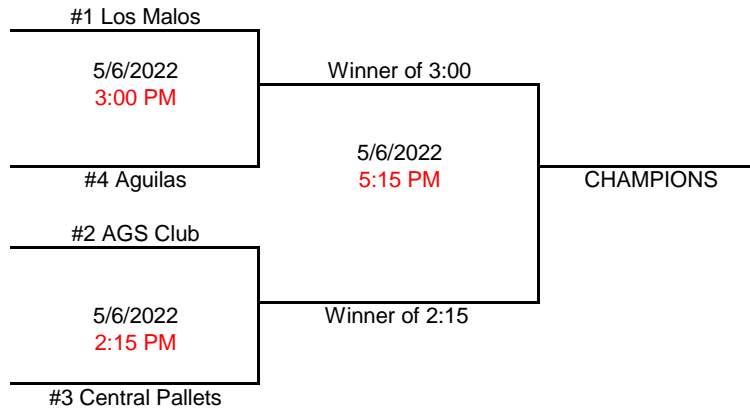 #1 Los Malos
5/6/2022
3:00 PM
#4 Aguilas
Winner of 3:00
#2 AGS Club
5/6/2022
2:15 PM
#3 Central Pallets
Winner of 2:15
5/6/2022
5:15 PM
CHAMPIONS